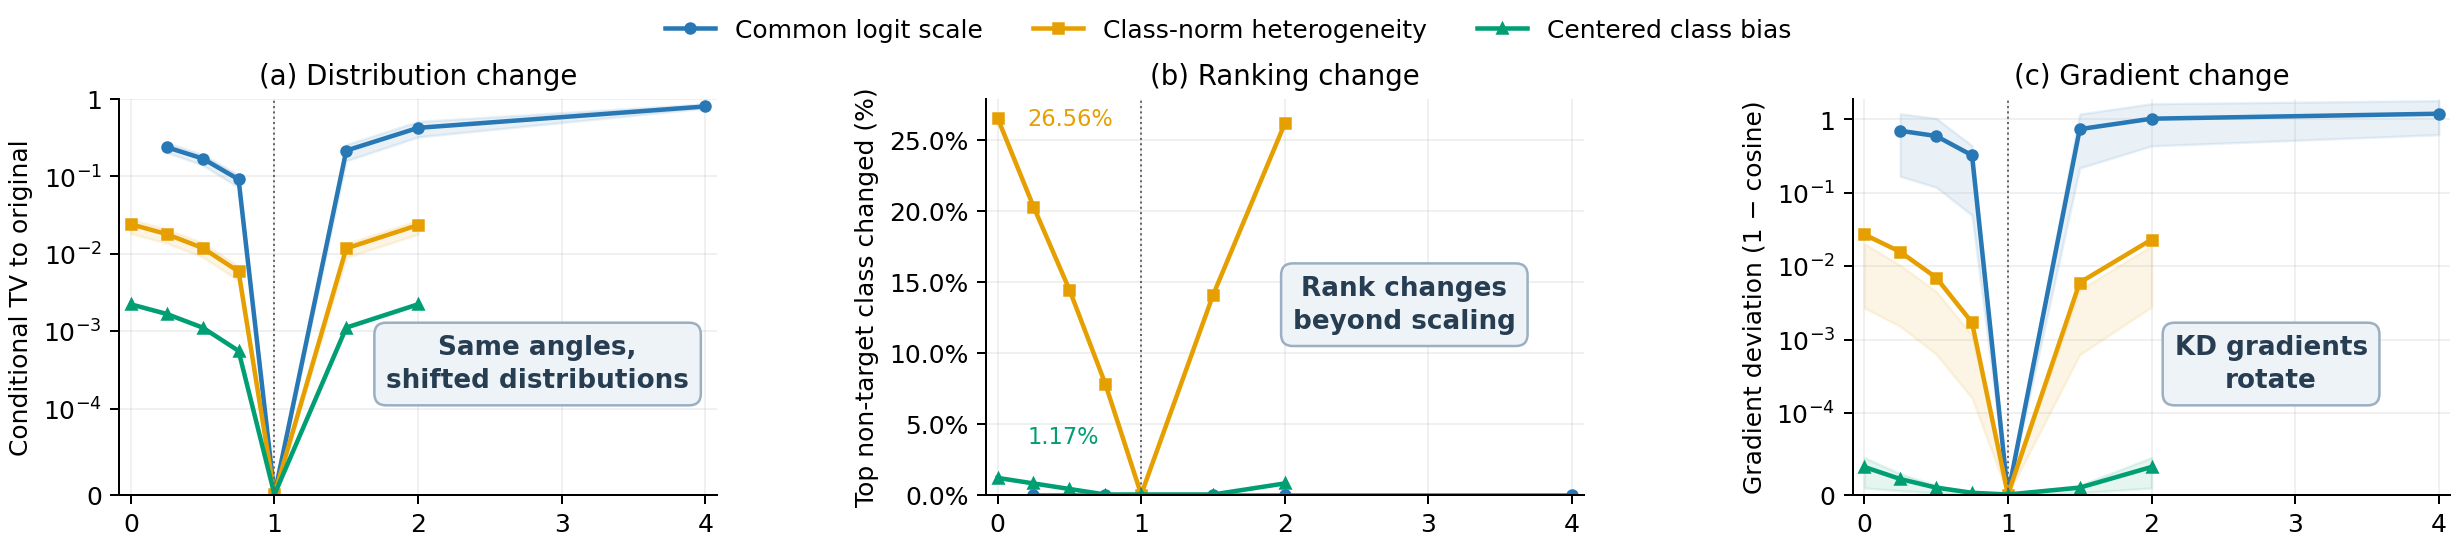 Common logit scale
Class-norm heterogeneity
Centered class bias
(a) Distribution change
Conditional TV to original
1
10⁻¹
10⁻²
10⁻³
10⁻⁴
0
0 1 2 3 4
Same angles,
shifted distributions
(b) Ranking change
Top non-target class changed (%)
25.0%
20.0%
15.0%
10.0%
5.0%
0.0%
0 1 2 3 4
26.56%
1.17%
Rank changes
beyond scaling
(c) Gradient change
Gradient deviation (1 − cosine)
1
10⁻¹
10⁻²
10⁻³
10⁻⁴
0
0 1 2 3 4
KD gradients
rotate